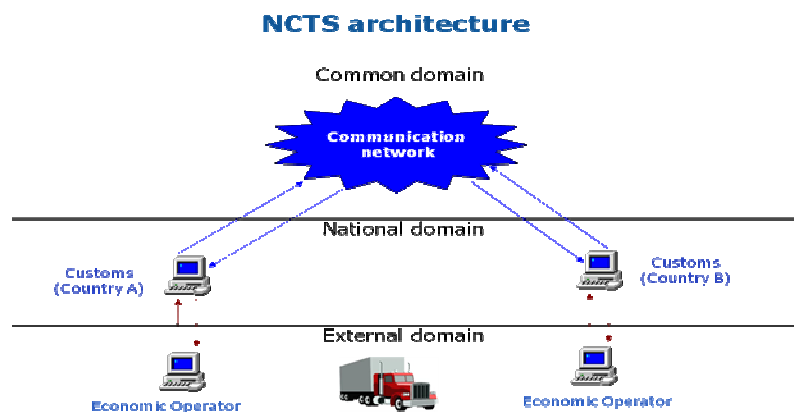 NCTS architecture
Common domain
Communication
network
National domain
Customs
(Country A)
Customs
(Country B)
External domain
Economic Operator
Economic Operator